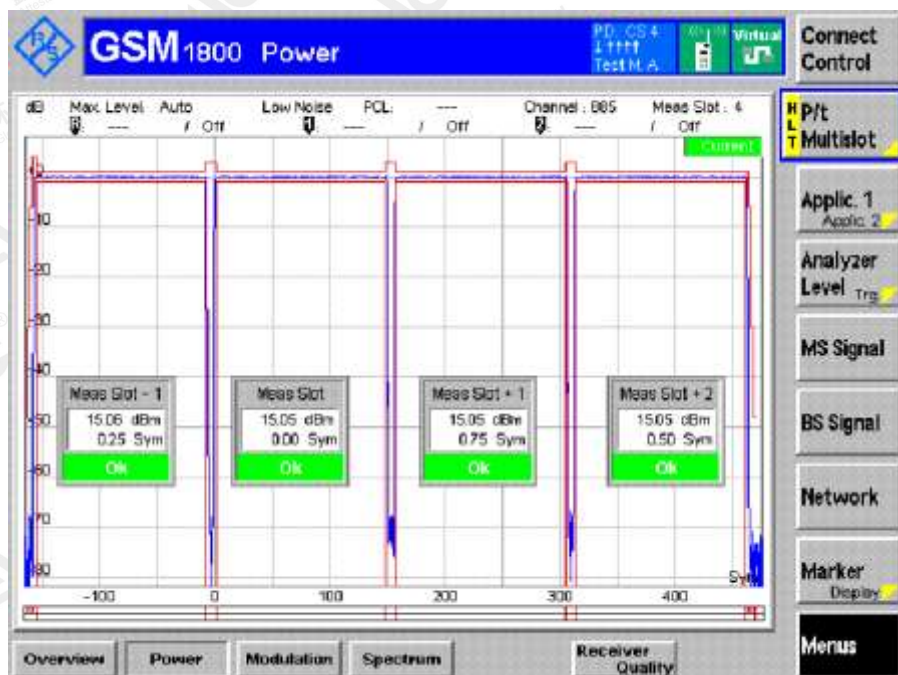 R&S
GSM 1800 Power
PD: CS 4
Test M. A
Virtual
Connect Control
dB Max. Level: Auto Low Noise PCL: --- Channel : 885 Meas Slot : 4
--- / Off 1 --- / Off 2 --- / Off
Current
H L T
P/t Multislot
Applic. 1
Applic. 2
Analyzer Level Trg.
MS Signal
BS Signal
Network
Marker
Display
Menus
-10
-20
-30
-40
-50
-60
-70
-80
Meas Slot - 1
15.06 dBm
0.25 Sym
Ok
Meas Slot
15.05 dBm
0.00 Sym
Ok
Meas Slot + 1
15.05 dBm
0.75 Sym
Ok
Meas Slot + 2
15.05 dBm
0.50 Sym
Ok
Sym
-100 0 100 200 300 400
Overview Power Modulation Spectrum Receiver Quality